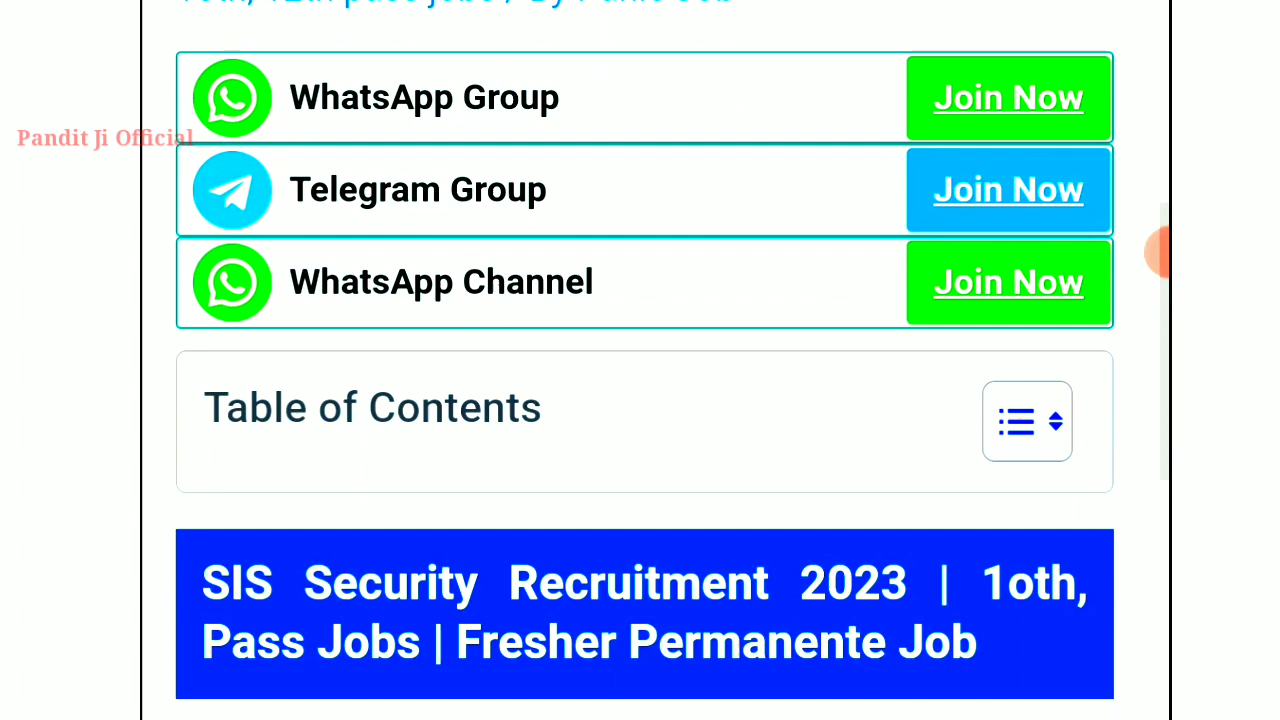 WhatsApp Group
Join Now
Pandit Ji Official
Telegram Group
Join Now
WhatsApp Channel
Join Now
Table of Contents
SIS Security Recruitment 2023 | 1oth,
Pass Jobs | Fresher Permanente Job